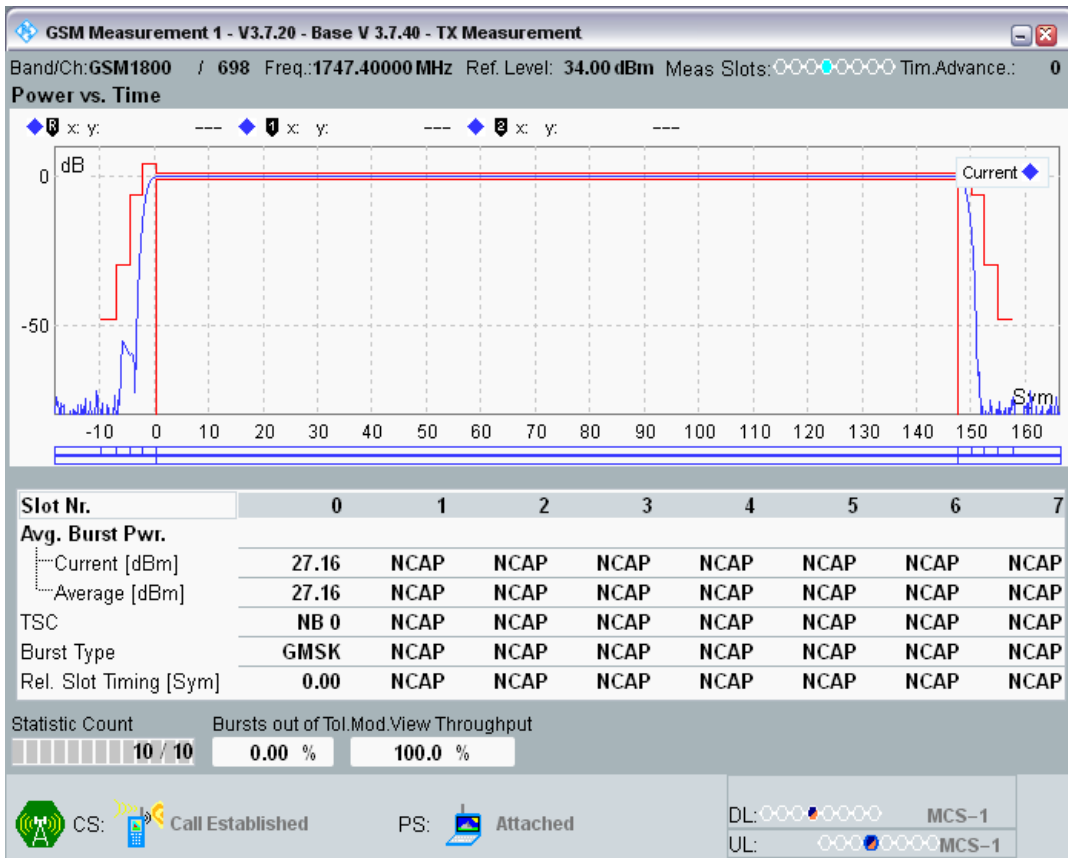 GSM Measurement 1 - V3.7.20 - Base V 3.7.40 - TX Measurement
Band/Ch:GSM1800 / 698 Freq.:1747.40000 MHz Ref. Level: 34.00 dBm Meas Slots: Tim.Advance.: 0
Power vs. Time
R x: y: --- 1 x: y: --- 2 x: y: ---
dB
Current
0
-50
Sym
-10 0 10 20 30 40 50 60 70 80 90 100 110 120 130 140 150 160
Slot Nr. 0 1 2 3 4 5 6 7
Avg. Burst Pwr.
Current [dBm] 27.16 NCAP NCAP NCAP NCAP NCAP NCAP NCAP
Average [dBm] 27.16 NCAP NCAP NCAP NCAP NCAP NCAP NCAP
TSC NB 0 NCAP NCAP NCAP NCAP NCAP NCAP NCAP
Burst Type GMSK NCAP NCAP NCAP NCAP NCAP NCAP NCAP
Rel. Slot Timing [Sym] 0.00 NCAP NCAP NCAP NCAP NCAP NCAP NCAP
Statistic Count Bursts out of Tol.Mod.View Throughput
10 / 10 0.00 % 100.0 %
CS: Call Established PS: Attached
DL: MCS-1
UL: MCS-1